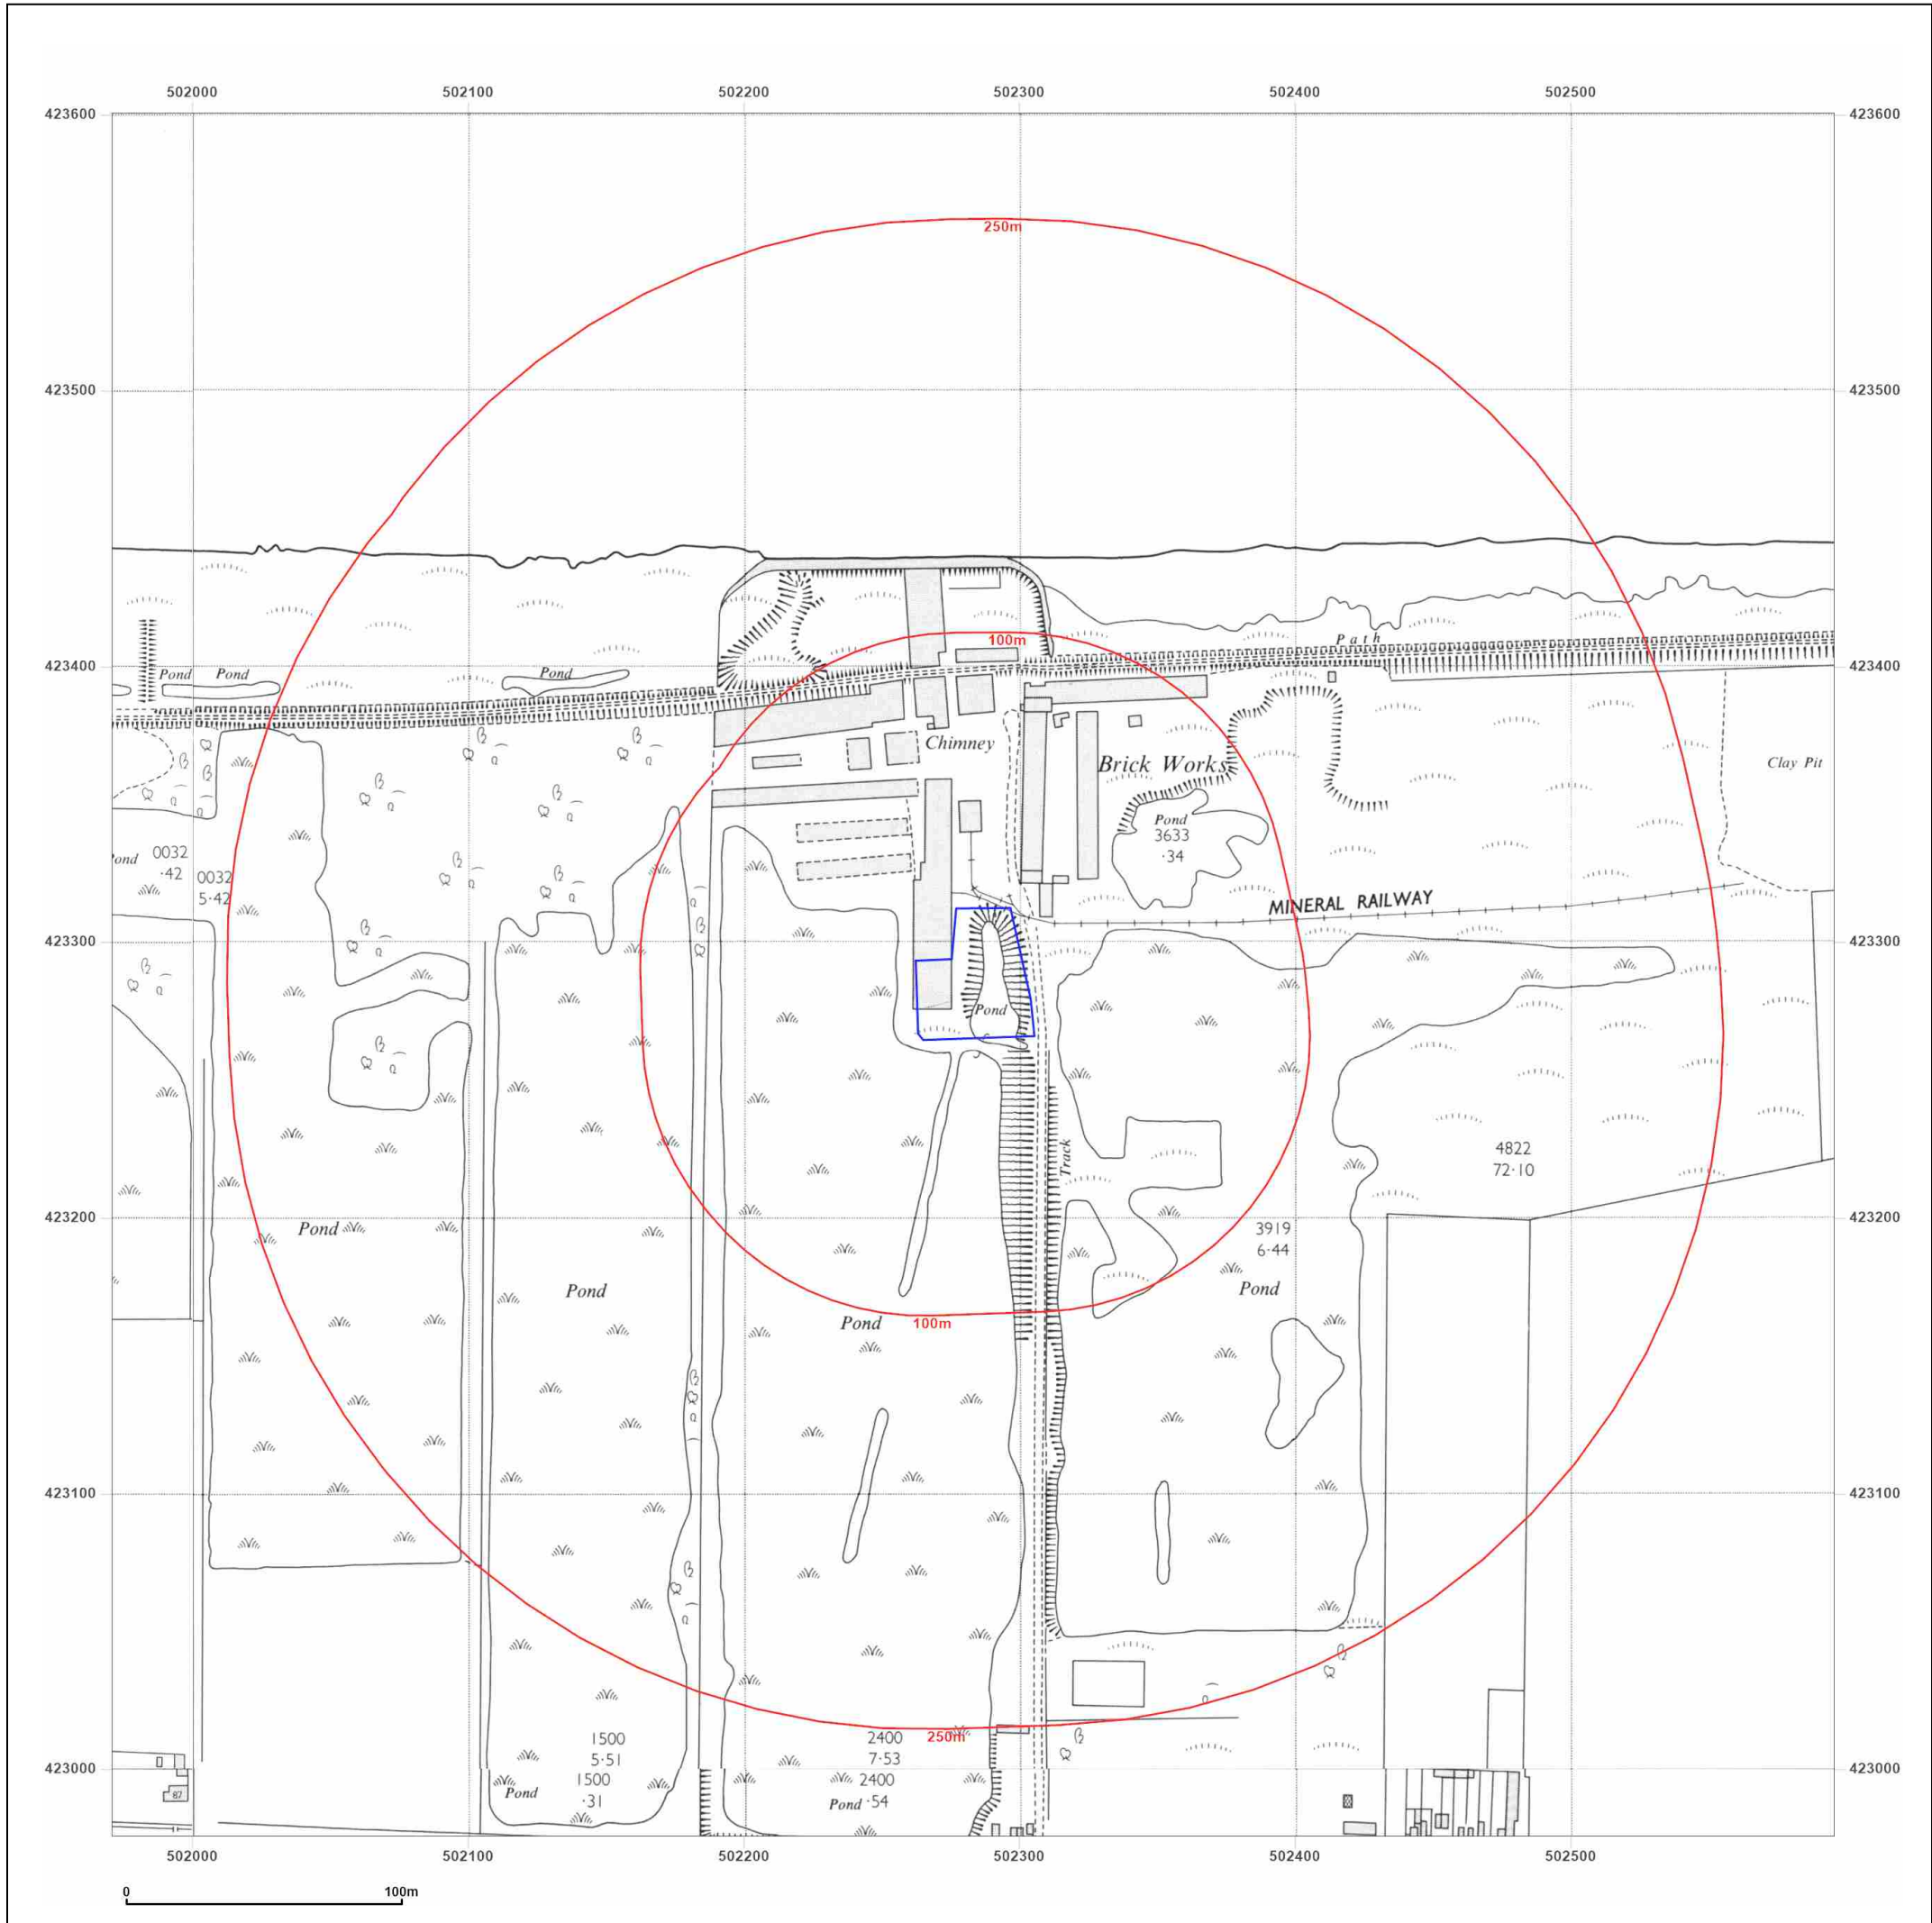 502000 502100 502200 502300 502400 502500
423600 423600
250m
423500 423500
Path
100m
423400 423400
Pond Pond Pond
Chimney
Brick Works
Clay Pit
Pond
3633
·34
0032
·42
0032
5·42
MINERAL RAILWAY
423300 423300
Pond
Track
4822
72·10
423200 423200
Pond
3919
6·44
Pond
Pond
Pond
100m
423100 423100
250m
1500
5·51
2400
7·53
423000 423000
1500
·31
Pond
2400
·54
Pond
87
502000 502100 502200 502300 502400 502500
0 100m